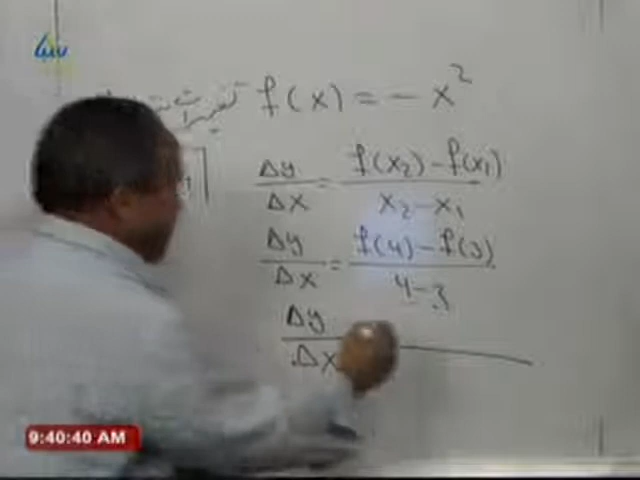 سينا
f(x) = - x²
Δy/Δx = f(x₂) - f(x₁) / x₂ - x₁
Δy/Δx = f(4) - f(3) / 4 - 3
Δy/Δx
9:40:40 AM